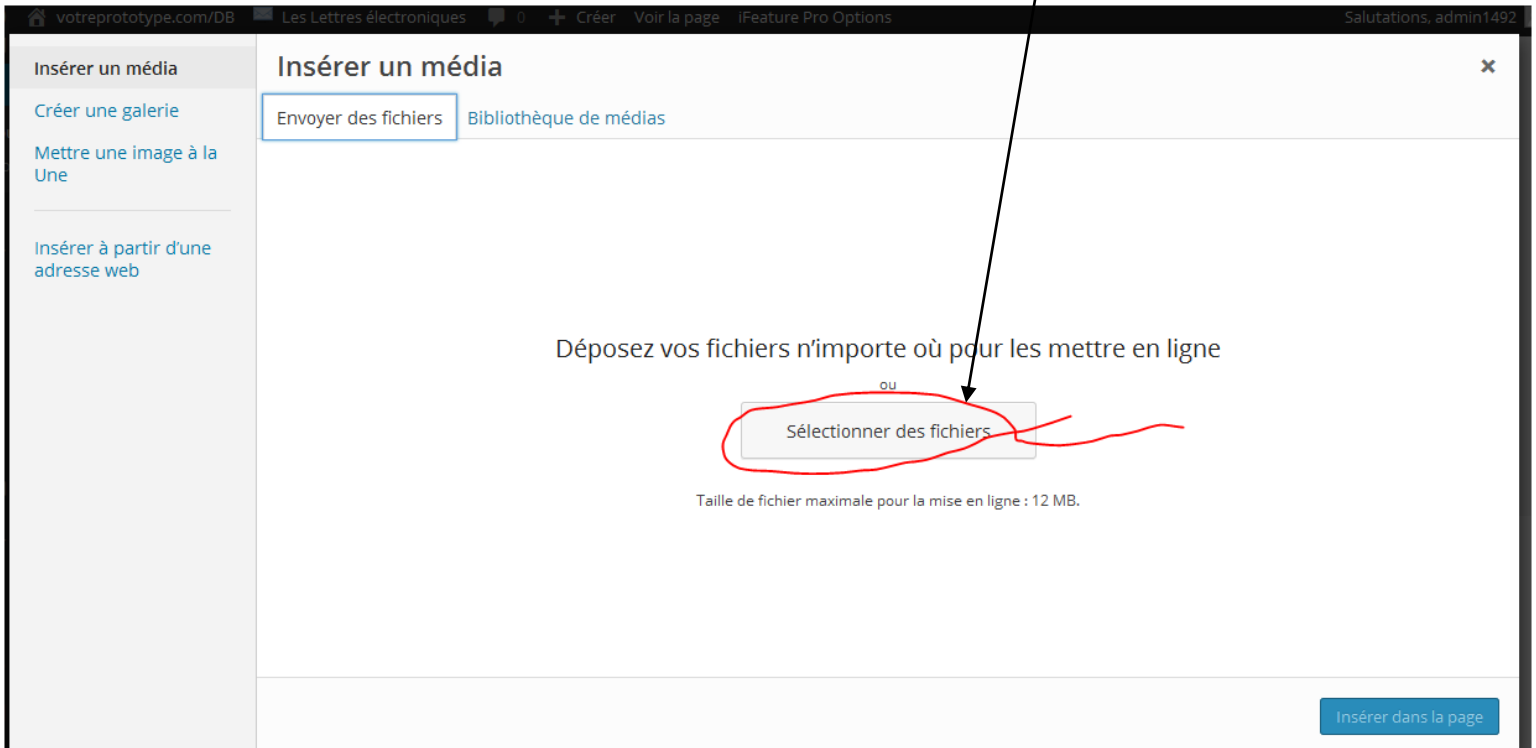 votreprototype.com/DB Les Lettres électroniques 0 Créer Voir la page iFeature Pro Options Salutations, admin1492
Insérer un média
Créer une galerie
Mettre une image à la
Une
Insérer à partir d'une
adresse web
Insérer un média ×
Envoyer des fichiers Bibliothèque de médias
Déposez vos fichiers n'importe où pour les mettre en ligne
ou
Sélectionner des fichiers
Taille de fichier maximale pour la mise en ligne : 12 MB.
Insérer dans la page